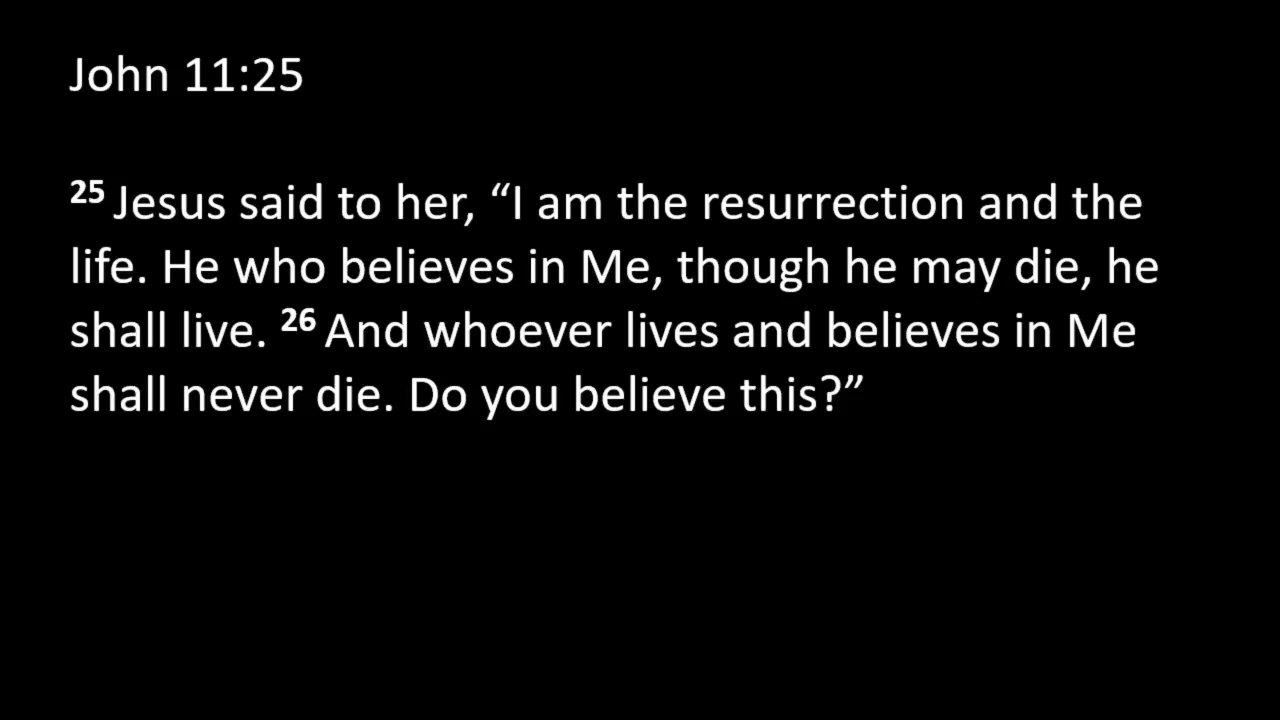 John 11:25
25 Jesus said to her, “I am the resurrection and the
life. He who believes in Me, though he may die, he
shall live. 26 And whoever lives and believes in Me
shall never die. Do you believe this?”